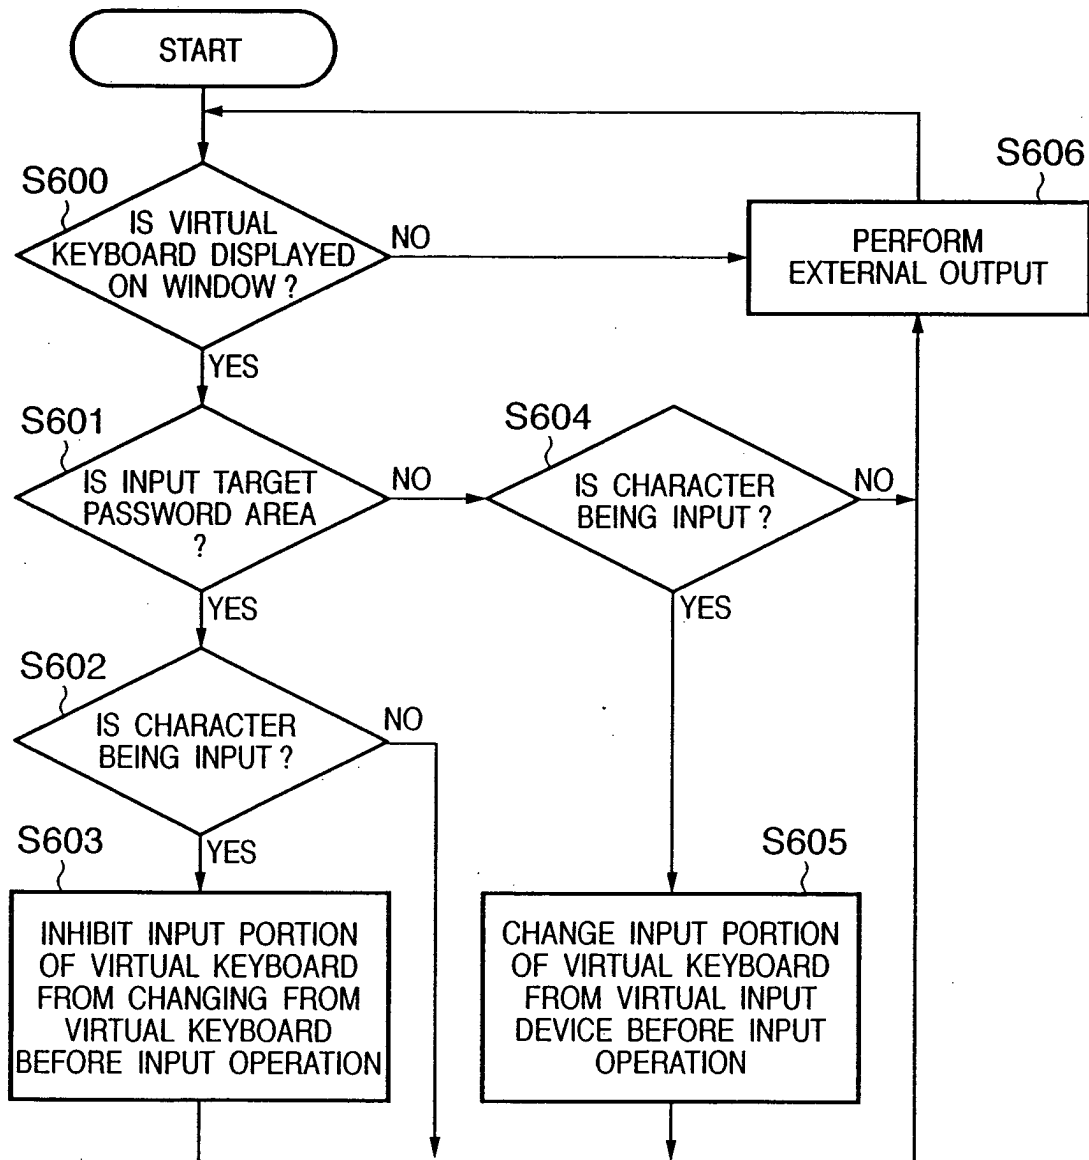 START
S600
IS VIRTUAL
KEYBOARD DISPLAYED
ON WINDOW?
NO
YES
S606
PERFORM
EXTERNAL OUTPUT
S601
IS INPUT TARGET
PASSWORD AREA
?
NO
YES
S604
IS CHARACTER
BEING INPUT?
NO
YES
S602
IS CHARACTER
BEING INPUT?
NO
YES
S603
INHIBIT INPUT PORTION
OF VIRTUAL KEYBOARD
FROM CHANGING FROM
VIRTUAL KEYBOARD
BEFORE INPUT OPERATION
S605
CHANGE INPUT PORTION
OF VIRTUAL KEYBOARD
FROM VIRTUAL INPUT
DEVICE BEFORE INPUT
OPERATION